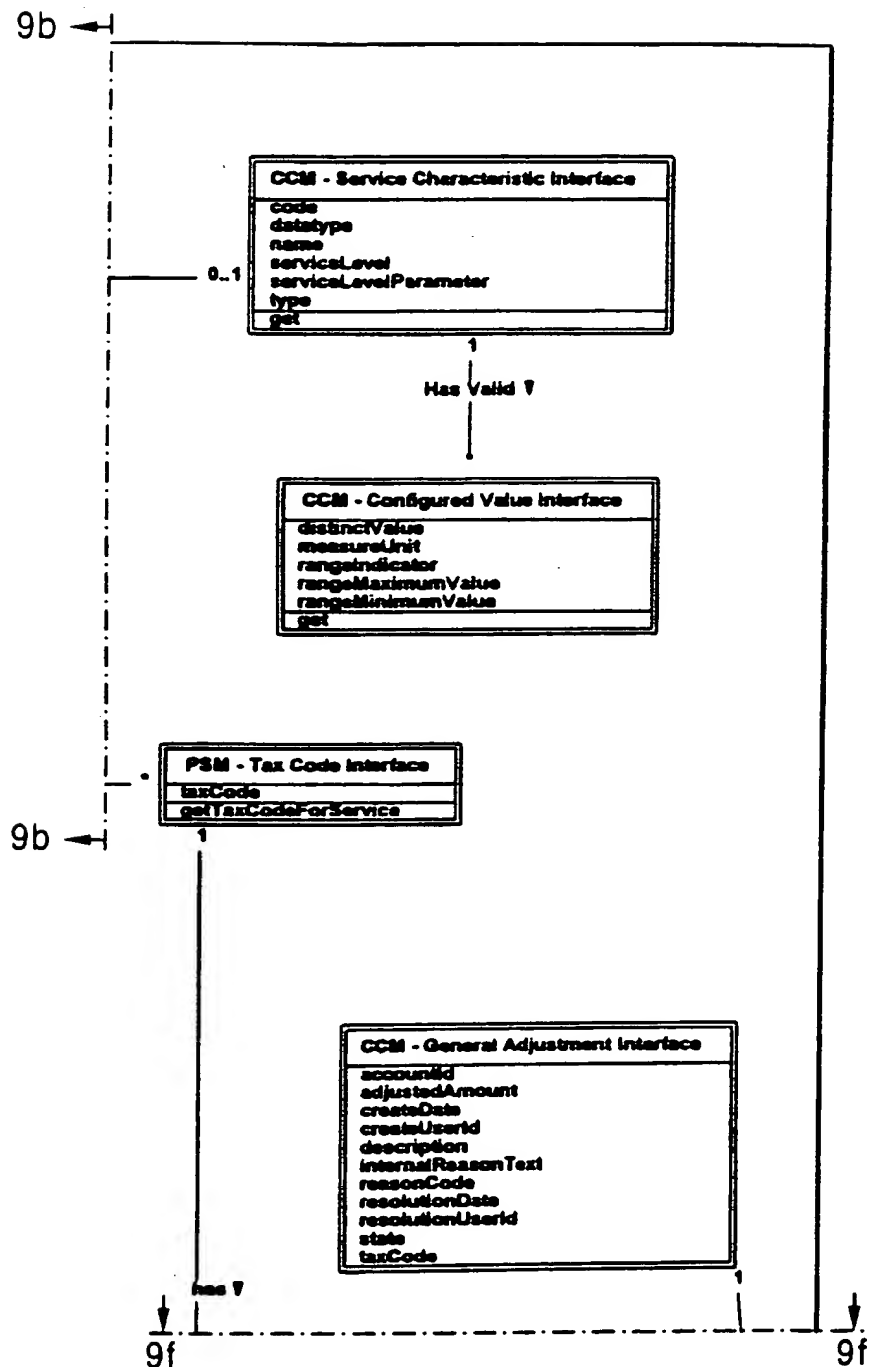 9b
CCM - Service Characteristic Interface
code
datatype
name
serviceLevel
0..1
serviceLevelParameter
type
get
1
Has Valid
*
CCM - Configured Value Interface
distinctValue
measureUnit
rangeIndicator
rangeMaximumValue
rangeMinimumValue
get
PSM - Tax Code Interface
*
taxCode
getTaxCodeForService
9b
1
CCM - General Adjustment Interface
accountId
adjustedAmount
createDate
createUserId
description
internalReasonText
reasonCode
resolutionDate
resolutionUserId
state
taxCode
has
1
9f
9f